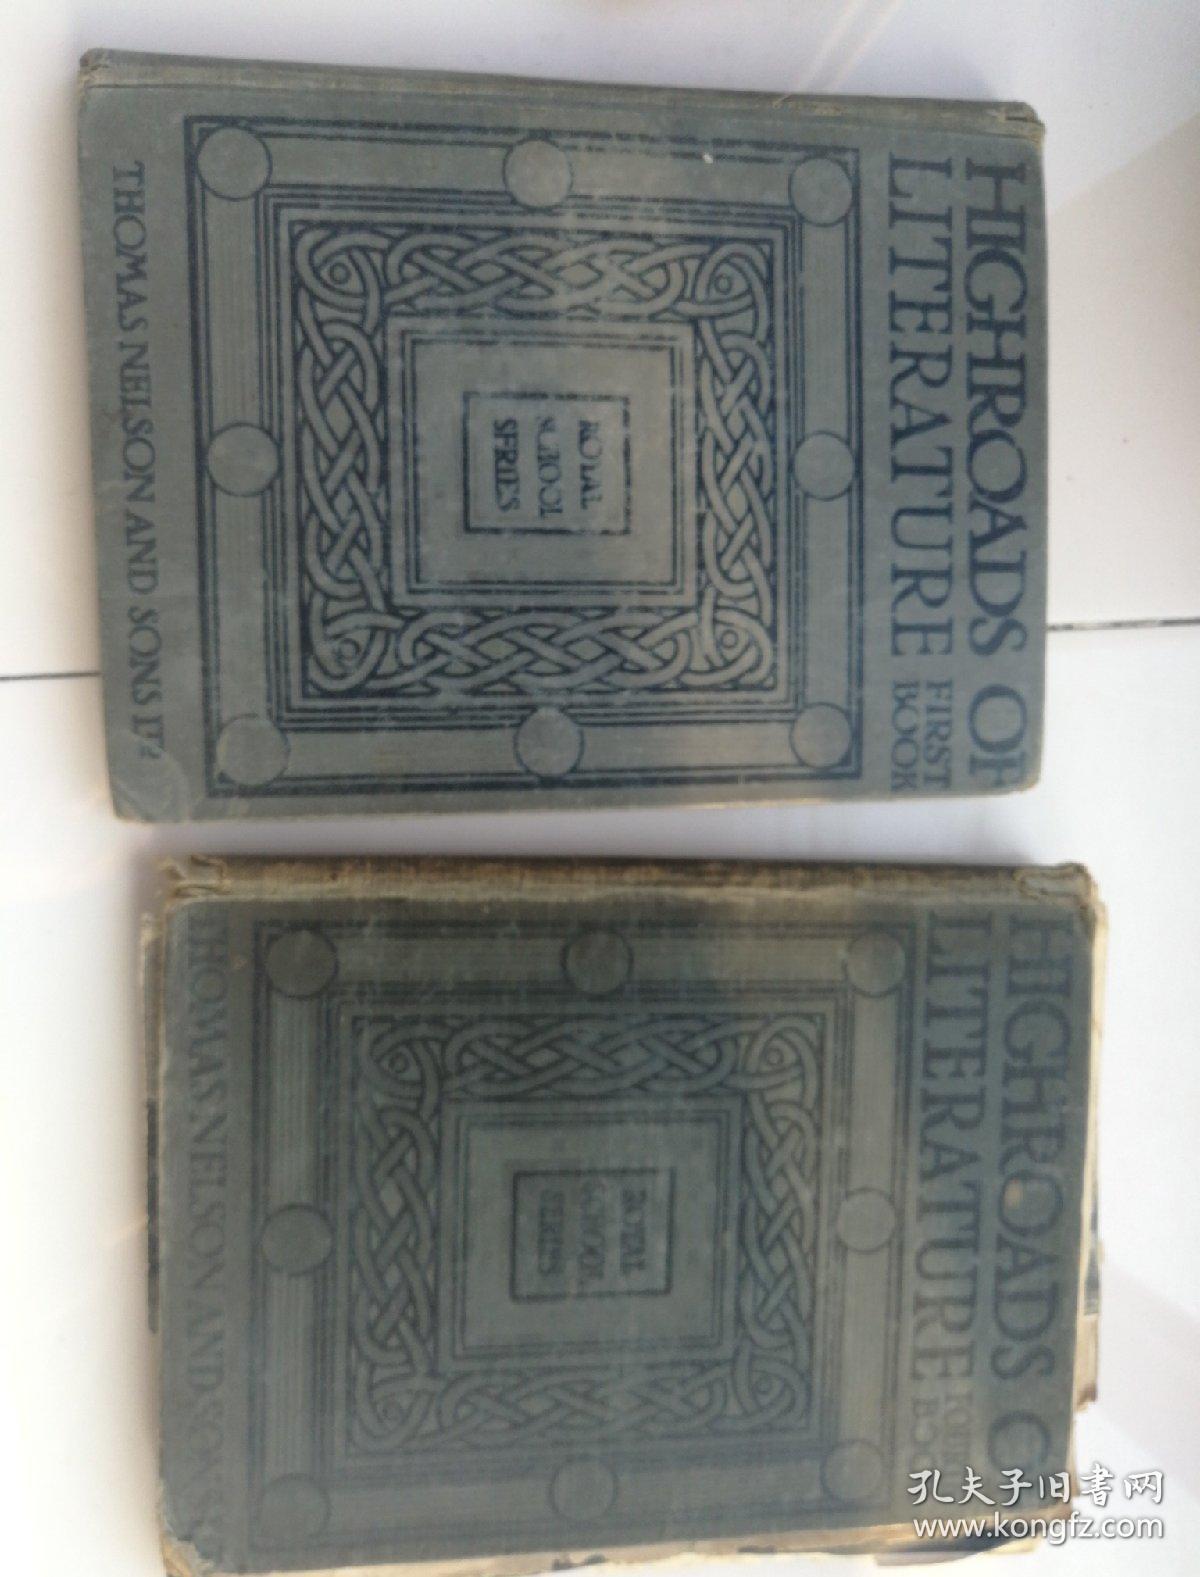 HIGHROADS OF
LITERATURE FIRST
BOOK
ROYAL
SCHOOL
SERIES
THOMAS NELSON AND SONS LTD
HIGHROADS O
LITERATURE
BOO
ROYAL
SCHOOL
SERIES
THOMAS NELSON AND SONS
孔夫子旧书网
www.kongfz.com